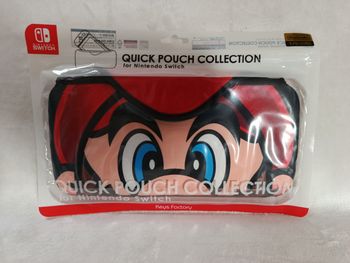 NINTENDO
SWITCH
QUICK POUCH COLLECTION
for Nintendo Switch
QUICK POUCH COLLECTION
for Nintendo Switch
Keys Factory